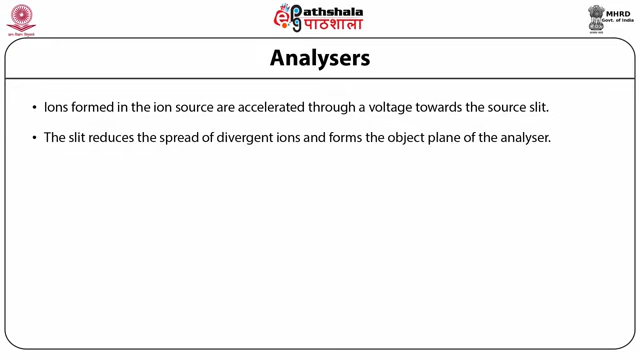 ePathshala
पाठशाला
MHRD
Govt. of India
Analysers
• Ions formed in the ion source are accelerated through a voltage towards the source slit.
• The slit reduces the spread of divergent ions and forms the object plane of the analyser.